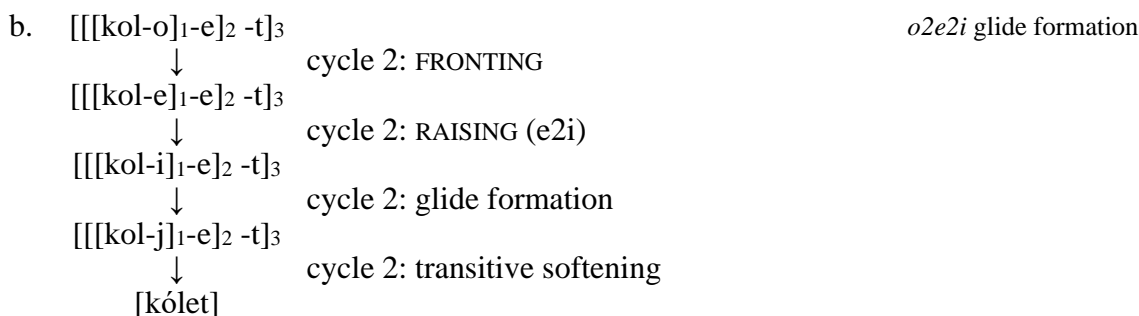 b. [[[kol-o]1-e]2 -t]3 o2e2i glide formation
↓ cycle 2: FRONTING
[[[kol-e]1-e]2 -t]3
↓ cycle 2: RAISING (e2i)
[[[kol-i]1-e]2 -t]3
↓ cycle 2: glide formation
[[[kol-j]1-e]2 -t]3
↓ cycle 2: transitive softening
[kólet]